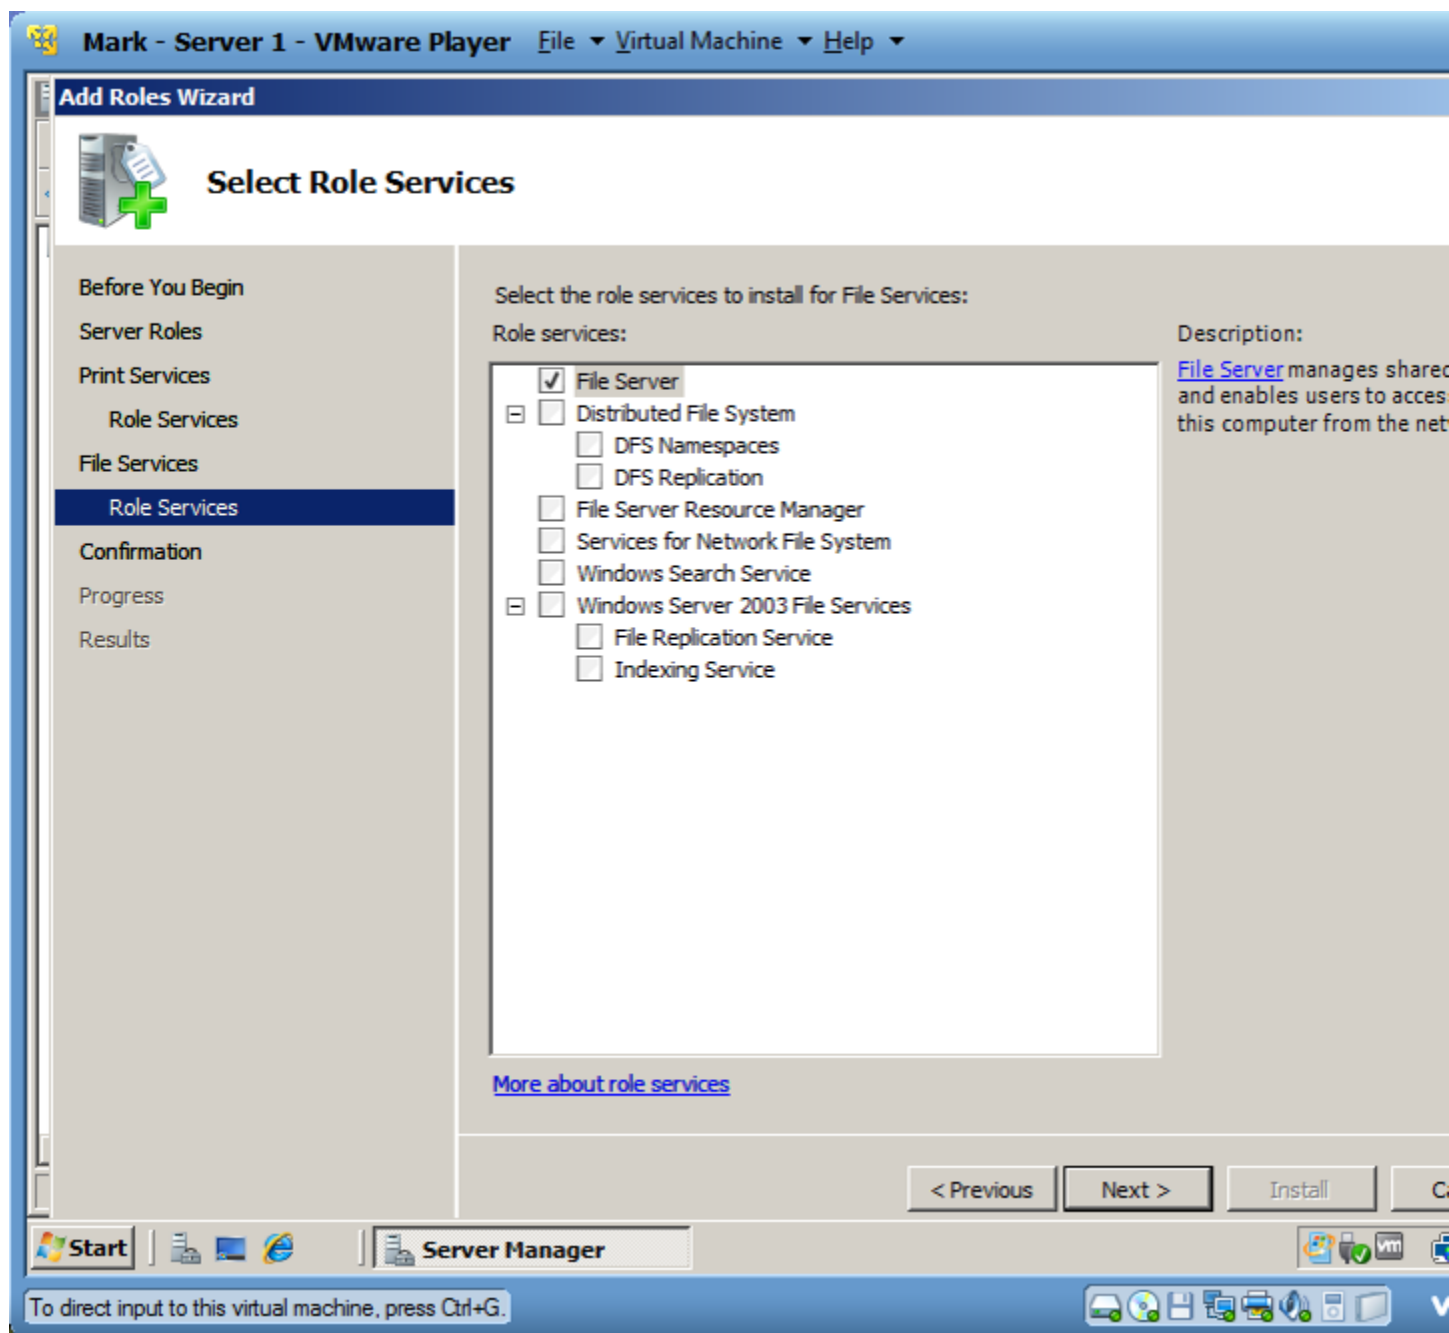 Mark - Server 1 - VMware Player File Virtual Machine Help
Add Roles Wizard
Select Role Services
Before You Begin
Server Roles
Print Services
Role Services
File Services
Role Services
Confirmation
Progress
Results
Select the role services to install for File Services:
Role services:
File Server
Distributed File System
DFS Namespaces
DFS Replication
File Server Resource Manager
Services for Network File System
Windows Search Service
Windows Server 2003 File Services
File Replication Service
Indexing Service
More about role services
Description:
File Server manages shared
and enables users to
this computer from the
< Previous Next > Install
Start Server Manager vm
To direct input to this virtual machine, press Ctrl+G.